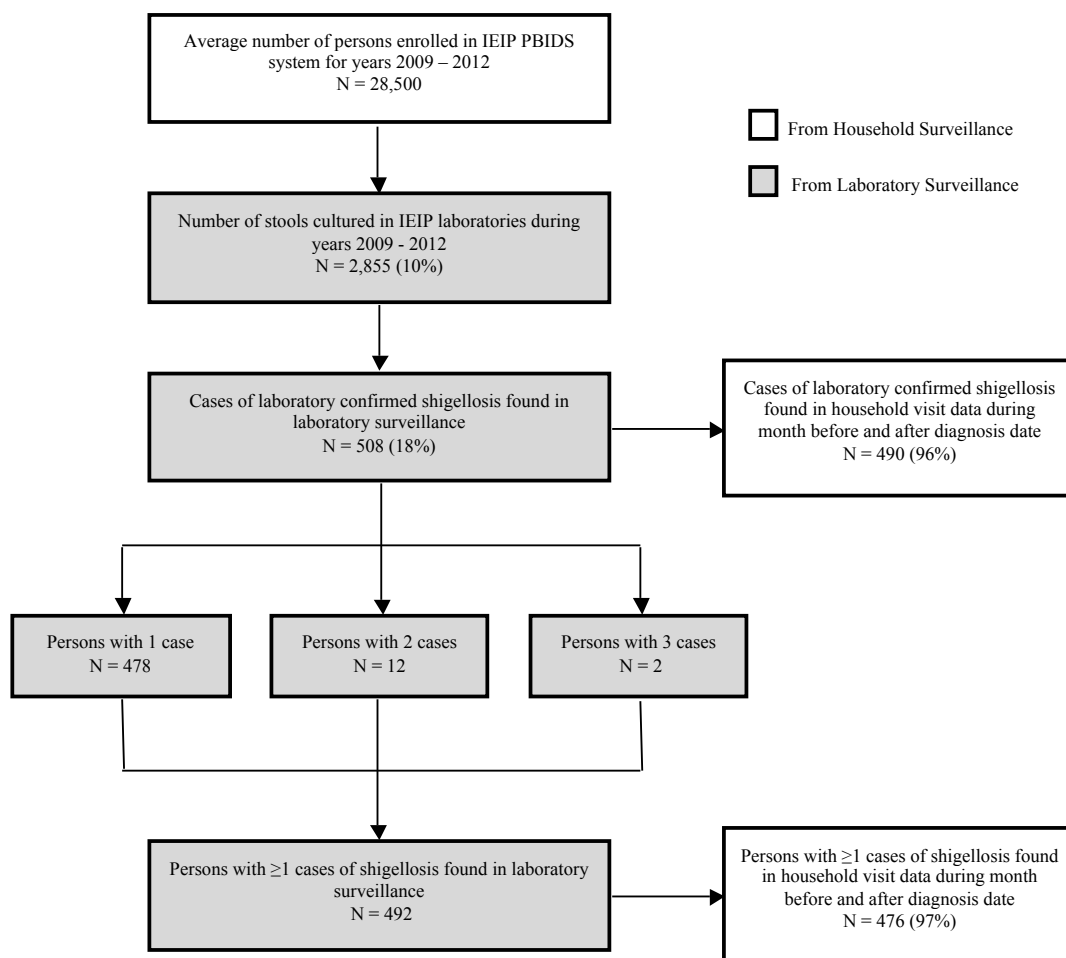 Average number of persons enrolled in IEIP PBIDS
system for years 2009 – 2012
N = 28,500
From Household Surveillance
From Laboratory Surveillance
Number of stools cultured in IEIP laboratories during
years 2009 - 2012
N = 2,855 (10%)
Cases of laboratory confirmed shigellosis found in
laboratory surveillance
N = 508 (18%)
Cases of laboratory confirmed shigellosis
found in household visit data during
month before and after diagnosis date
N = 490 (96%)
Persons with 1 case
N = 478
Persons with 2 cases
N = 12
Persons with 3 cases
N = 2
Persons with ≥1 cases of shigellosis found in laboratory
surveillance
N = 492
Persons with ≥1 cases of shigellosis found
in household visit data during month
before and after diagnosis date
N = 476 (97%)